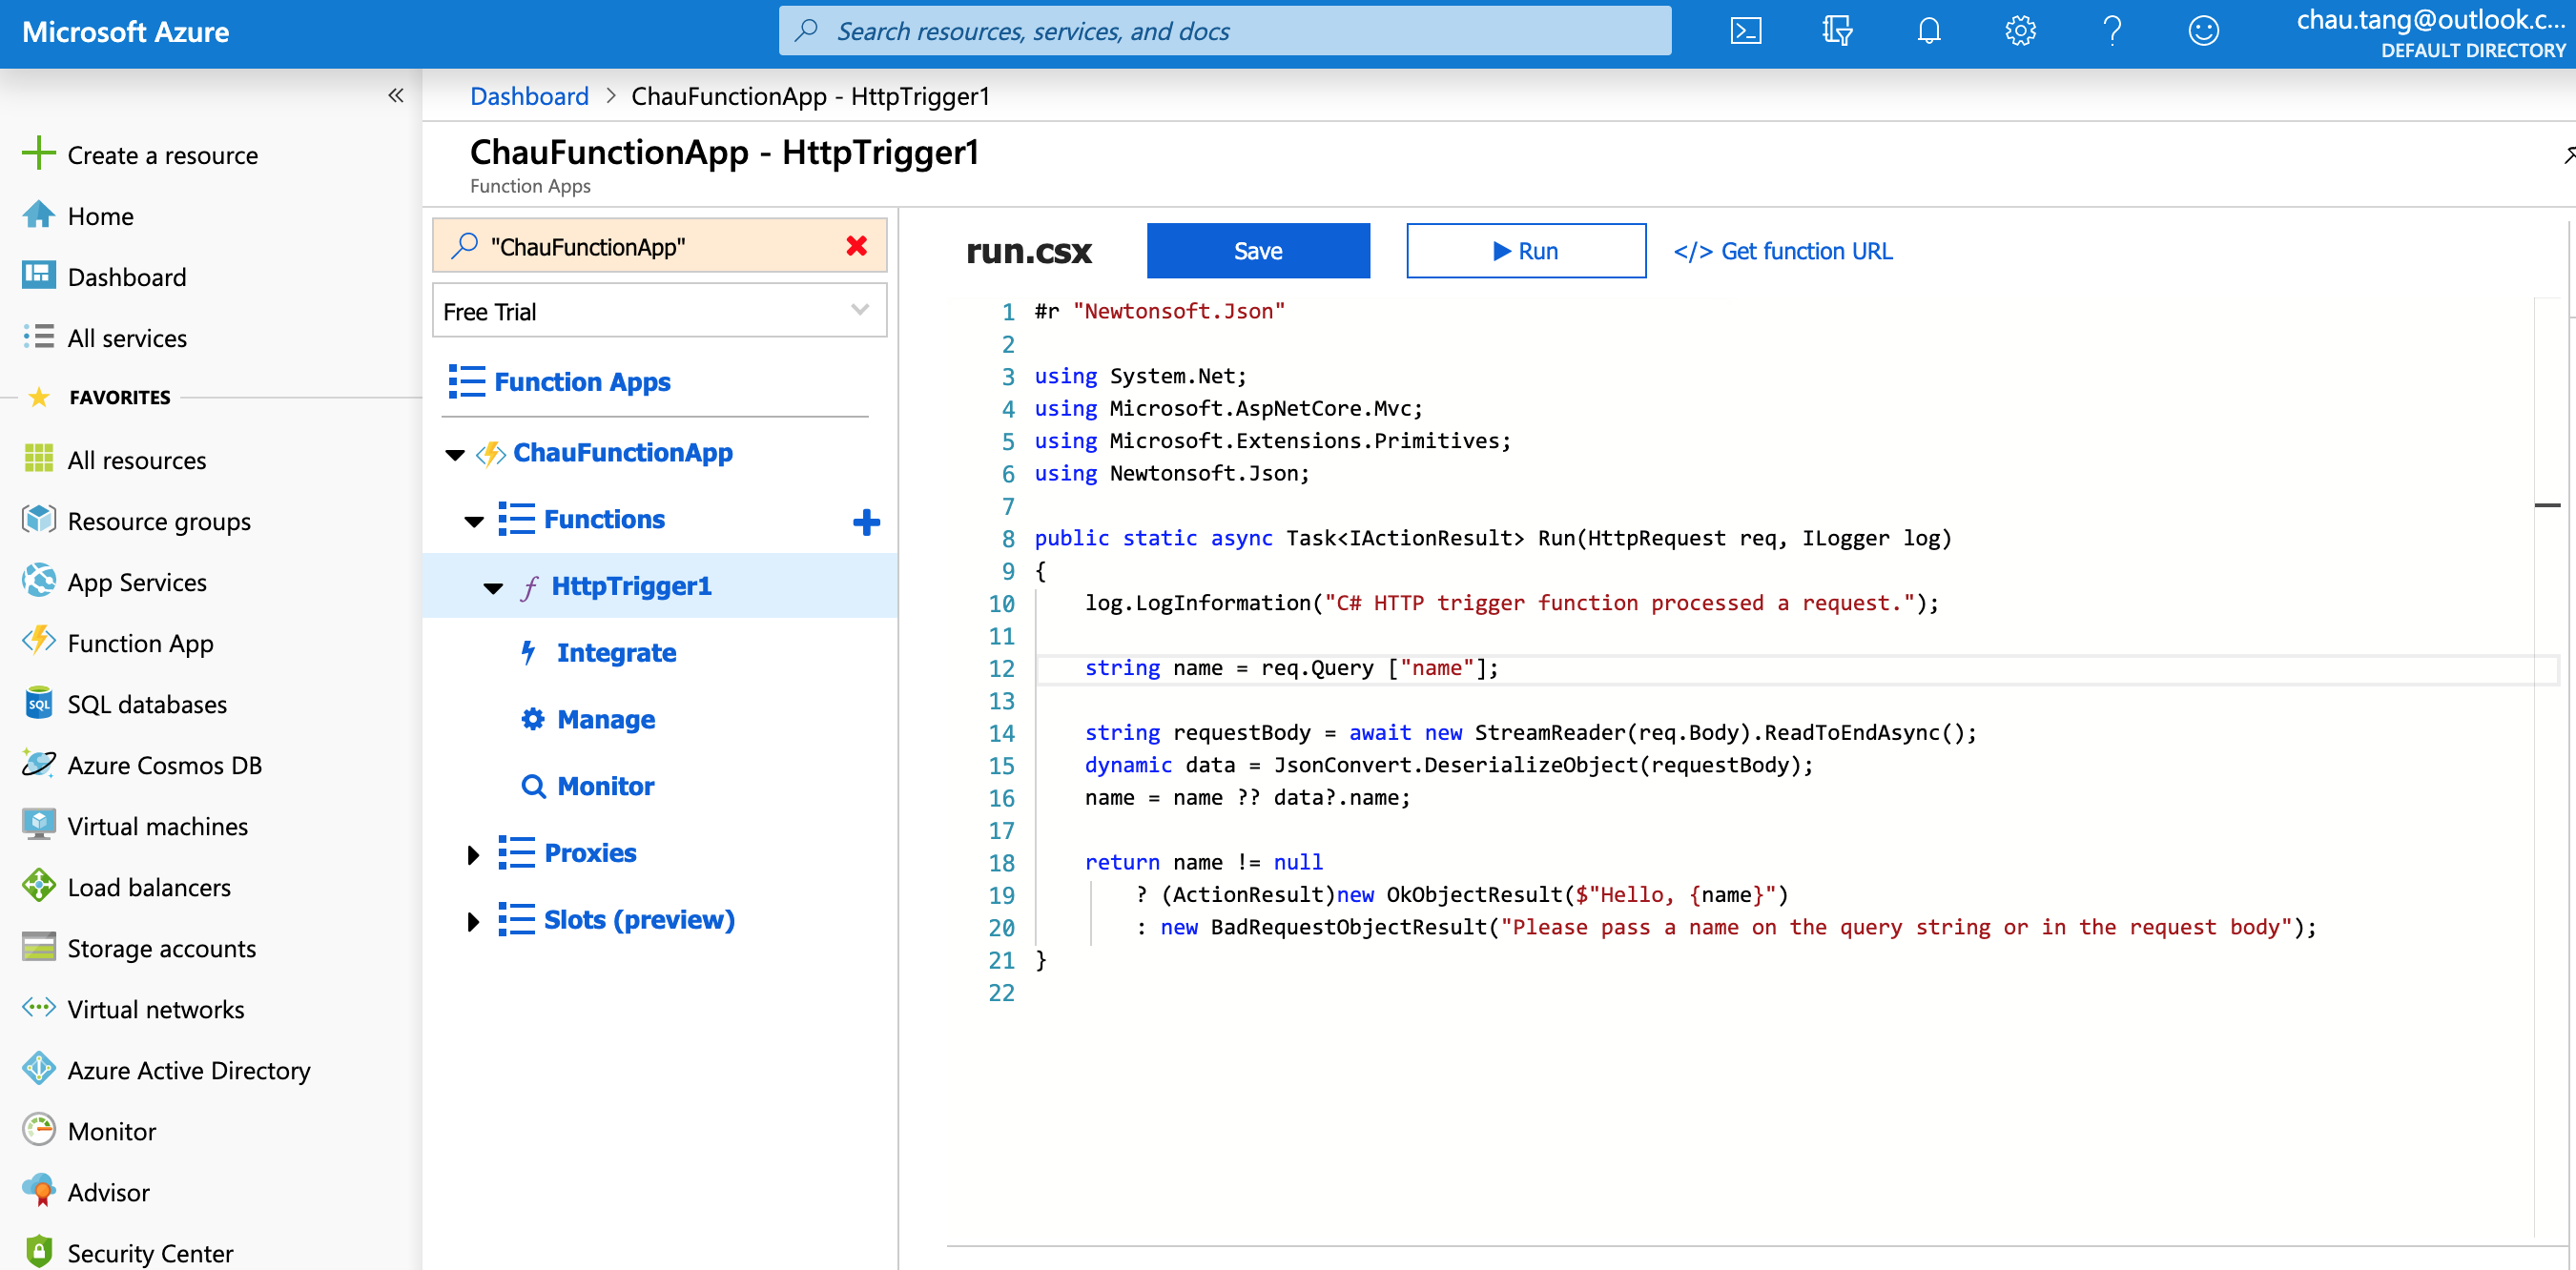 Microsoft Azure
Search resources, services, and docs
chau.tang@outlook.c...
DEFAULT DIRECTORY
Create a resource
Home
Dashboard
All services
FAVORITES
All resources
Resource groups
App Services
Function App
SQL databases
Azure Cosmos DB
Virtual machines
Load balancers
Storage accounts
Virtual networks
Azure Active Directory
Monitor
Advisor
Security Center
Dashboard > ChauFunctionApp - HttpTrigger1
ChauFunctionApp - HttpTrigger1
Function Apps
"ChauFunctionApp"
Free Trial
Function Apps
ChauFunctionApp
Functions
HttpTrigger1
Integrate
Manage
Monitor
Proxies
Slots (preview)
run.csx
Save
Run
</> Get function URL
1 #r "Newtonsoft.Json"
2
3 using System.Net;
4 using Microsoft.AspNetCore.Mvc;
5 using Microsoft.Extensions.Primitives;
6 using Newtonsoft.Json;
7
8 public static async Task<IActionResult> Run(HttpRequest req, ILogger log)
9 {
10     log.LogInformation("C# HTTP trigger function processed a request.");
11
12     string name = req.Query ["name"];
13
14     string requestBody = await new StreamReader(req.Body).ReadToEndAsync();
15     dynamic data = JsonConvert.DeserializeObject(requestBody);
16     name = name ?? data?.name;
17
18     return name != null
19         ? (ActionResult)new OkObjectResult($"Hello, {name}")
20         : new BadRequestObjectResult("Please pass a name on the query string or in the request body");
21 }
22